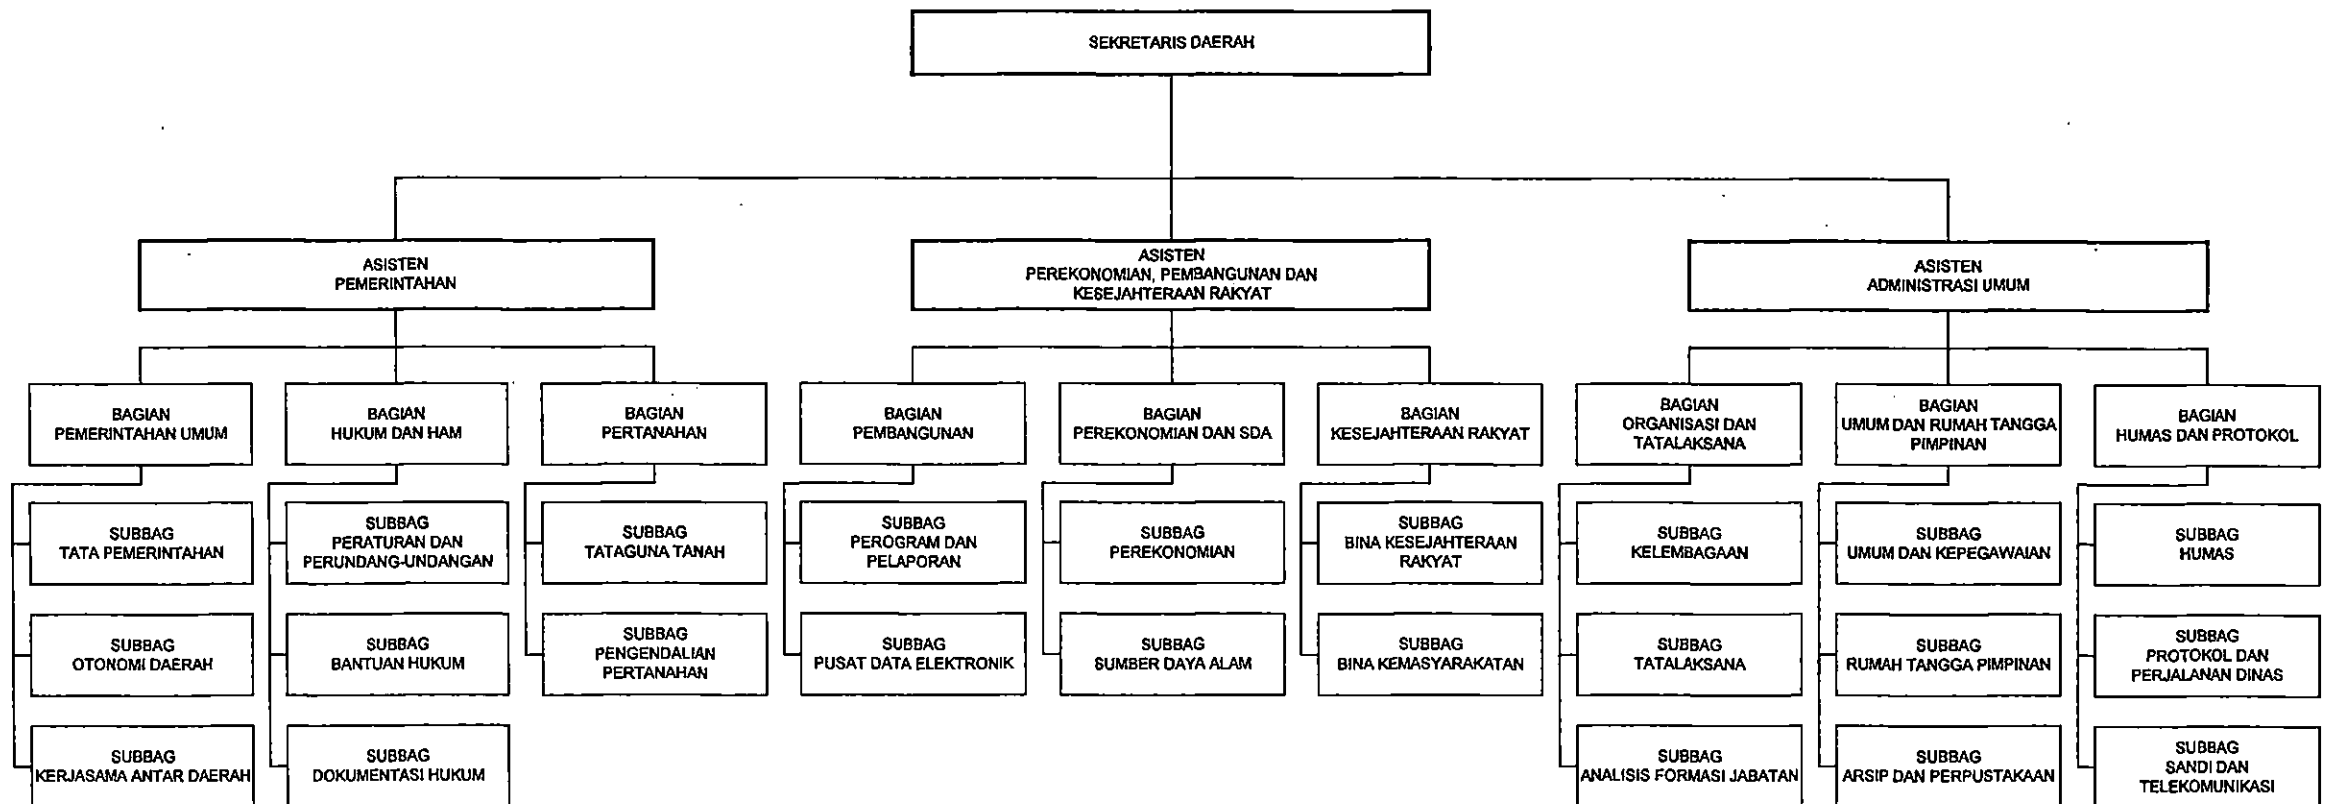 SEKRETARIS DAERAH
ASISTEN
PEMERINTAHAN
ASISTEN
PEREKONOMIAN, PEMBANGUNAN DAN
KESEJAHTERAAN RAKYAT
ASISTEN
ADMINISTRASI UMUM
BAGIAN
PEMERINTAHAN UMUM
BAGIAN
HUKUM DAN HAM
BAGIAN
PERTANAHAN
BAGIAN
PEMBANGUNAN
BAGIAN
PEREKONOMIAN DAN SDA
BAGIAN
KESEJAHTERAAN RAKYAT
BAGIAN
ORGANISASI DAN
TATALAKSANA
BAGIAN
UMUM DAN RUMAH TANGGA
PIMPINAN
BAGIAN
HUMAS DAN PROTOKOL
SUBBAG
TATA PEMERINTAHAN
SUBBAG
PERATURAN DAN
PERUNDANG-UNDANGAN
SUBBAG
TATAGUNA TANAH
SUBBAG
PEROGRAM DAN
PELAPORAN
SUBBAG
PEREKONOMIAN
SUBBAG
BINA KESEJAHTERAAN
RAKYAT
SUBBAG
KELEMBAGAAN
SUBBAG
UMUM DAN KEPEGAWAIAN
SUBBAG
HUMAS
SUBBAG
OTONOMI DAERAH
SUBBAG
BANTUAN HUKUM
SUBBAG
PENGENDALIAN
PERTANAHAN
SUBBAG
PUSAT DATA ELEKTRONIK
SUBBAG
SUMBER DAYA ALAM
SUBBAG
BINA KEMASYARAKATAN
SUBBAG
TATALAKSANA
SUBBAG
RUMAH TANGGA PIMPINAN
SUBBAG
PROTOKOL DAN
PERJALANAN DINAS
SUBBAG
KERJASAMA ANTAR DAERAH
SUBBAG
DOKUMENTASI HUKUM
SUBBAG
ANALISIS FORMASI JABATAN
SUBBAG
ARSIP DAN PERPUSTAKAAN
SUBBAG
SANDI DAN
TELEKOMUNIKASI